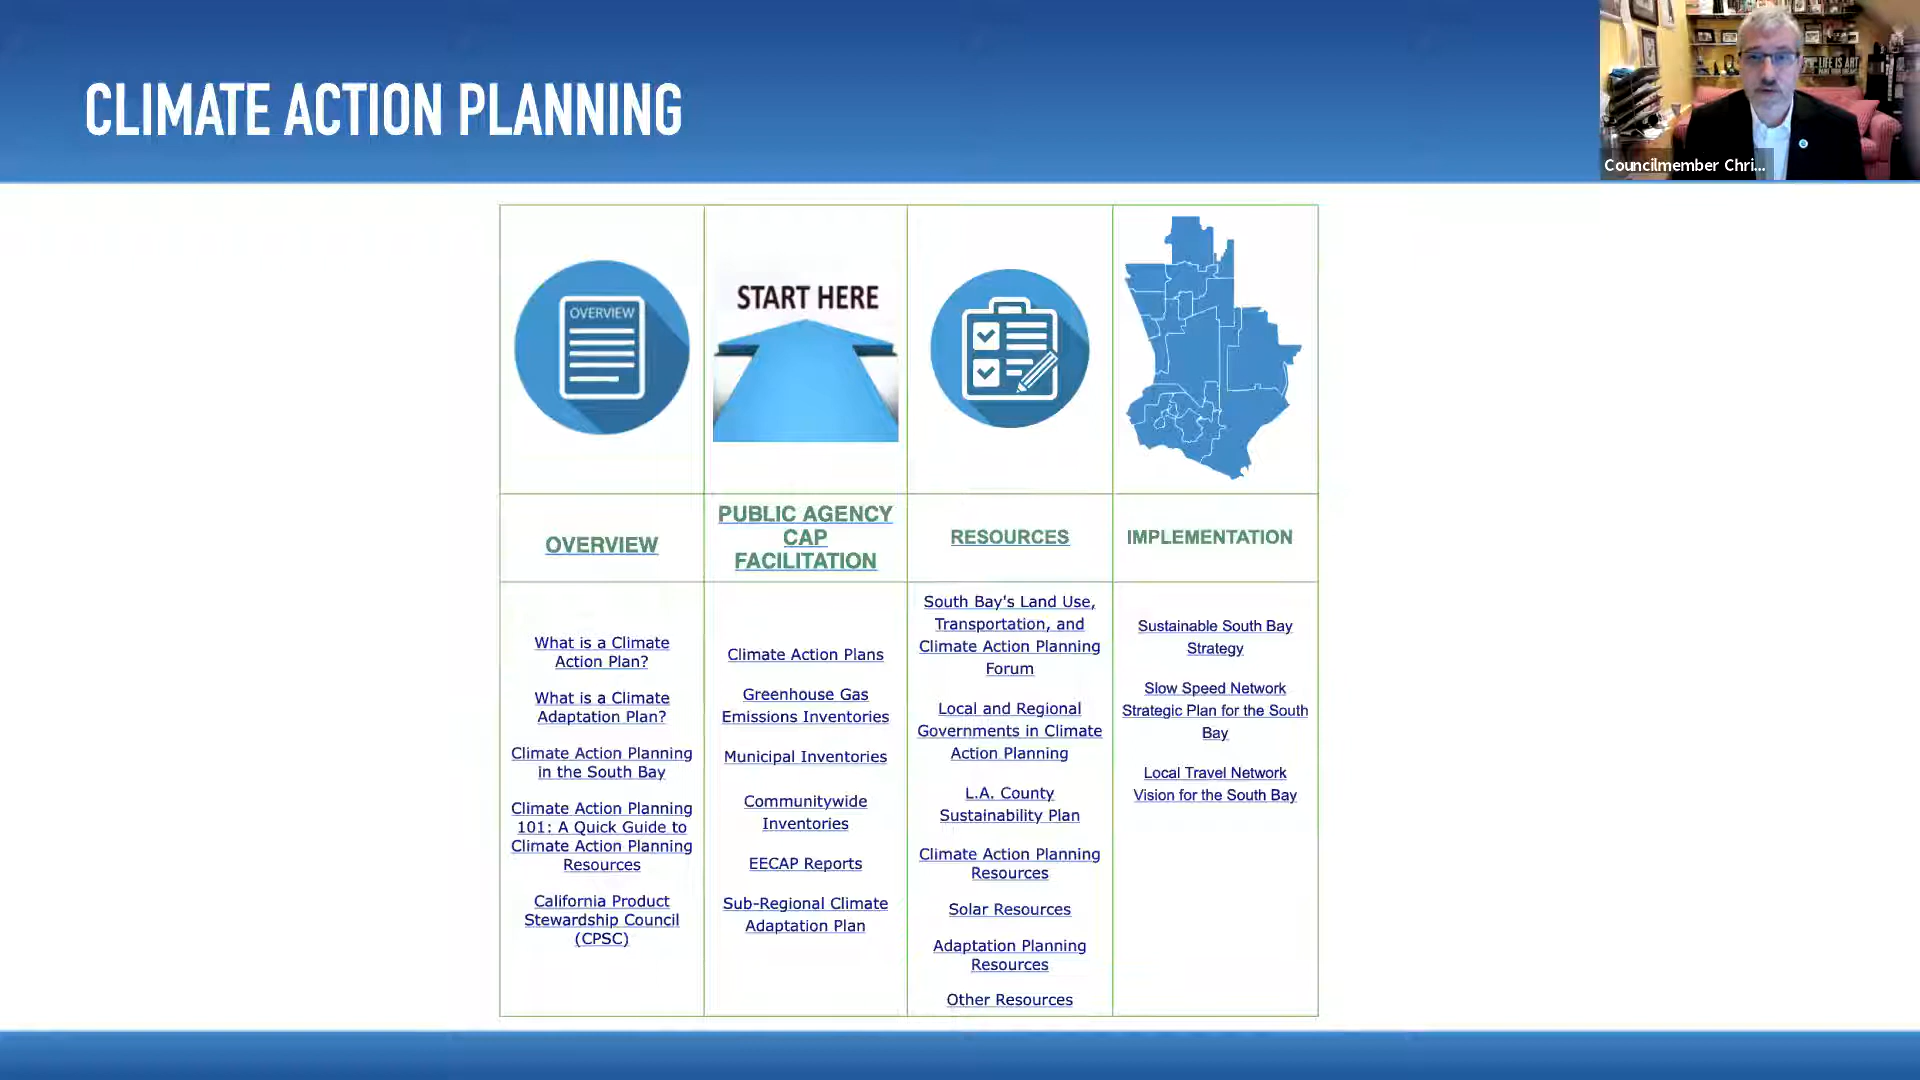 CLIMATE ACTION PLANNING
LIFE IS ART
Councilmember Chri...
OVERVIEW
START HERE
OVERVIEW
PUBLIC AGENCY
CAP
FACILITATION
RESOURCES
IMPLEMENTATION
What is a Climate
Action Plan?
What is a Climate
Adaptation Plan?
Climate Action Planning
in the South Bay
Climate Action Planning
101: A Quick Guide to
Climate Action Planning
Resources
California Product
Stewardship Council
(CPSC)
Climate Action Plans
Greenhouse Gas
Emissions Inventories
Municipal Inventories
Communitywide
Inventories
EECAP Reports
Sub-Regional Climate
Adaptation Plan
South Bay's Land Use,
Transportation, and
Climate Action Planning
Forum
Local and Regional
Governments in Climate
Action Planning
L.A. County
Sustainability Plan
Climate Action Planning
Resources
Solar Resources
Adaptation Planning
Resources
Other Resources
Sustainable South Bay
Strategy
Slow Speed Network
Strategic Plan for the South
Bay
Local Travel Network
Vision for the South Bay